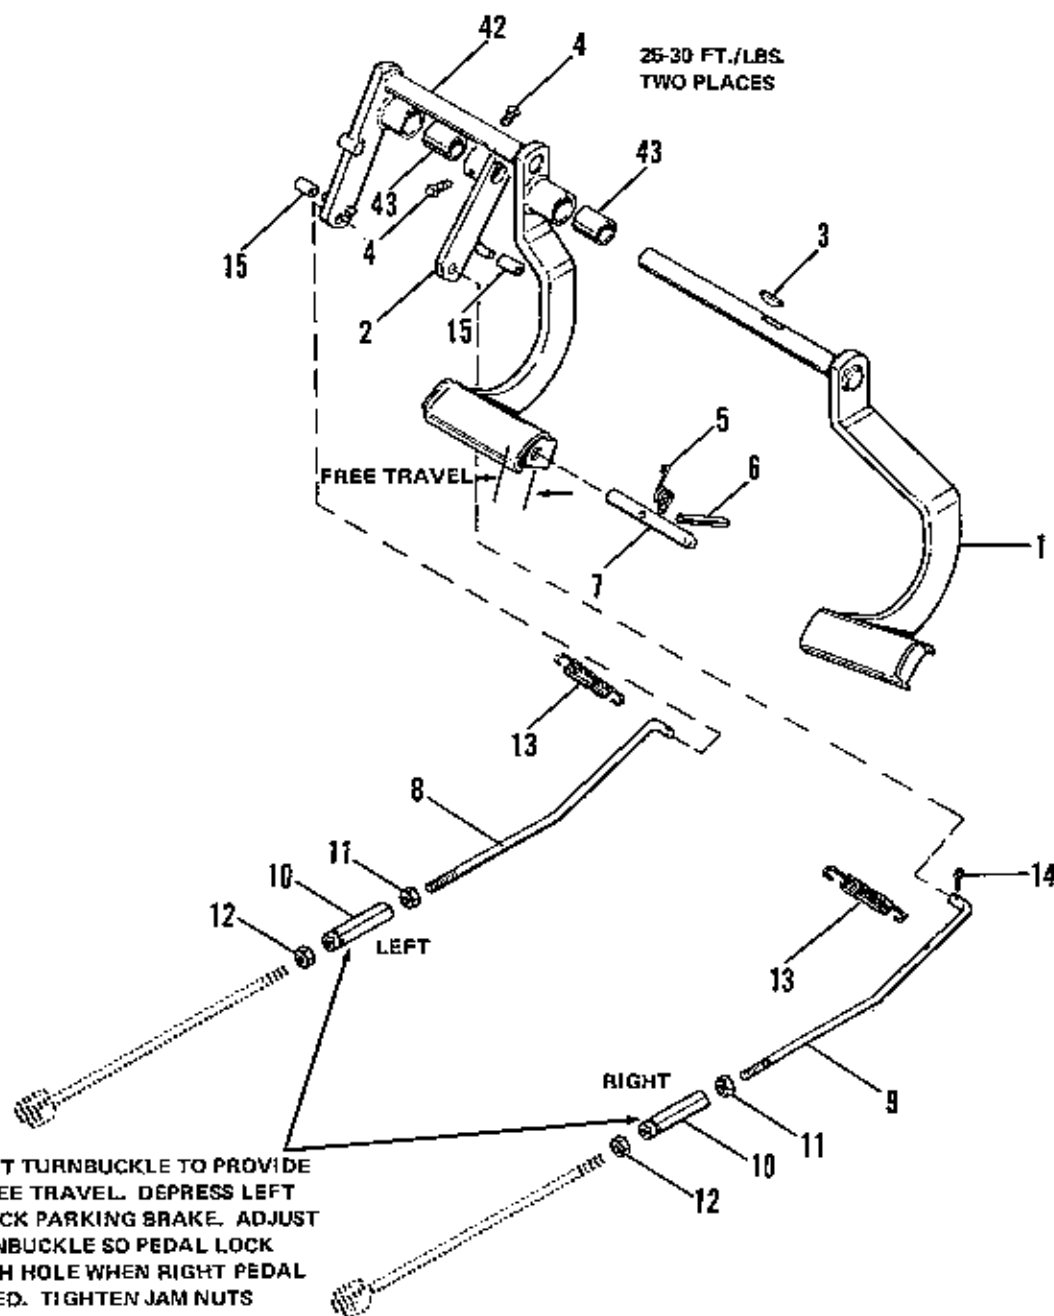 42
4
25-30 FT./LBS.
TWO PLACES
43
15
43
4
2
15
3
5
6
FREE TRAVEL
7
1
13
8
11
10
12
LEFT
14
13
9
RIGHT
11
10
12
T TURNBUCKLE TO PROVIDE
EE TRAVEL. DEPRESS LEFT
CK PARKING BRAKE. ADJUST
NBUCKLE SO PEDAL LOCK
H HOLE WHEN RIGHT PEDAL
ED. TIGHTEN JAM NUTS